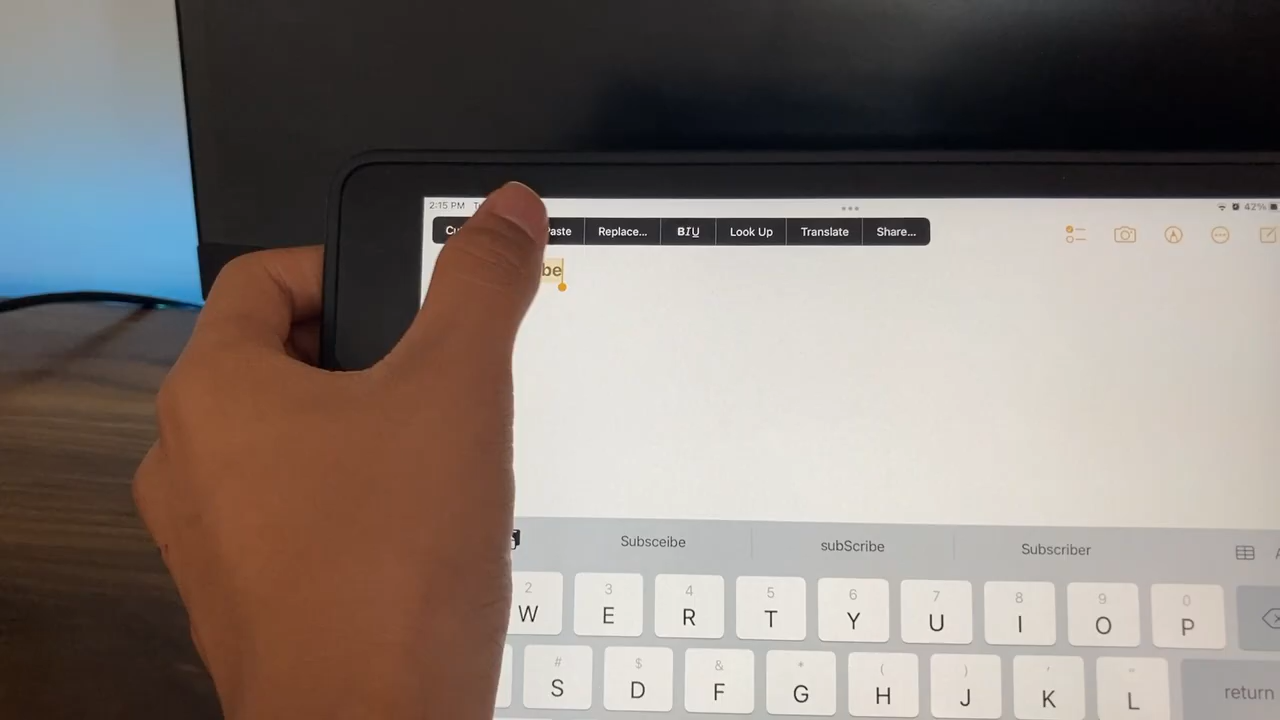 2:15 PM
42%
Paste Replace... BIU Look Up Translate Share...
be
Subsceibe subScribe Subscriber
2 3 4 5 6 7 8 9 0
W E R T Y U I O P
# $ & * ( ) ' "
S D F G H J K L return